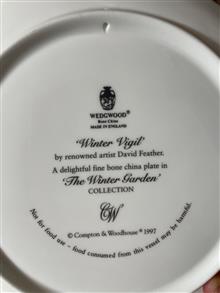 WEDGWOOD®
Bone China
MADE IN ENGLAND
'Winter Vigil'
by renowned artist David Feather.
A delightful fine bone china plate in
'The Winter Garden'
COLLECTION
CW
© Compton & Woodhouse 1997
Not for food use - food consumed from this vessel may be harmful.